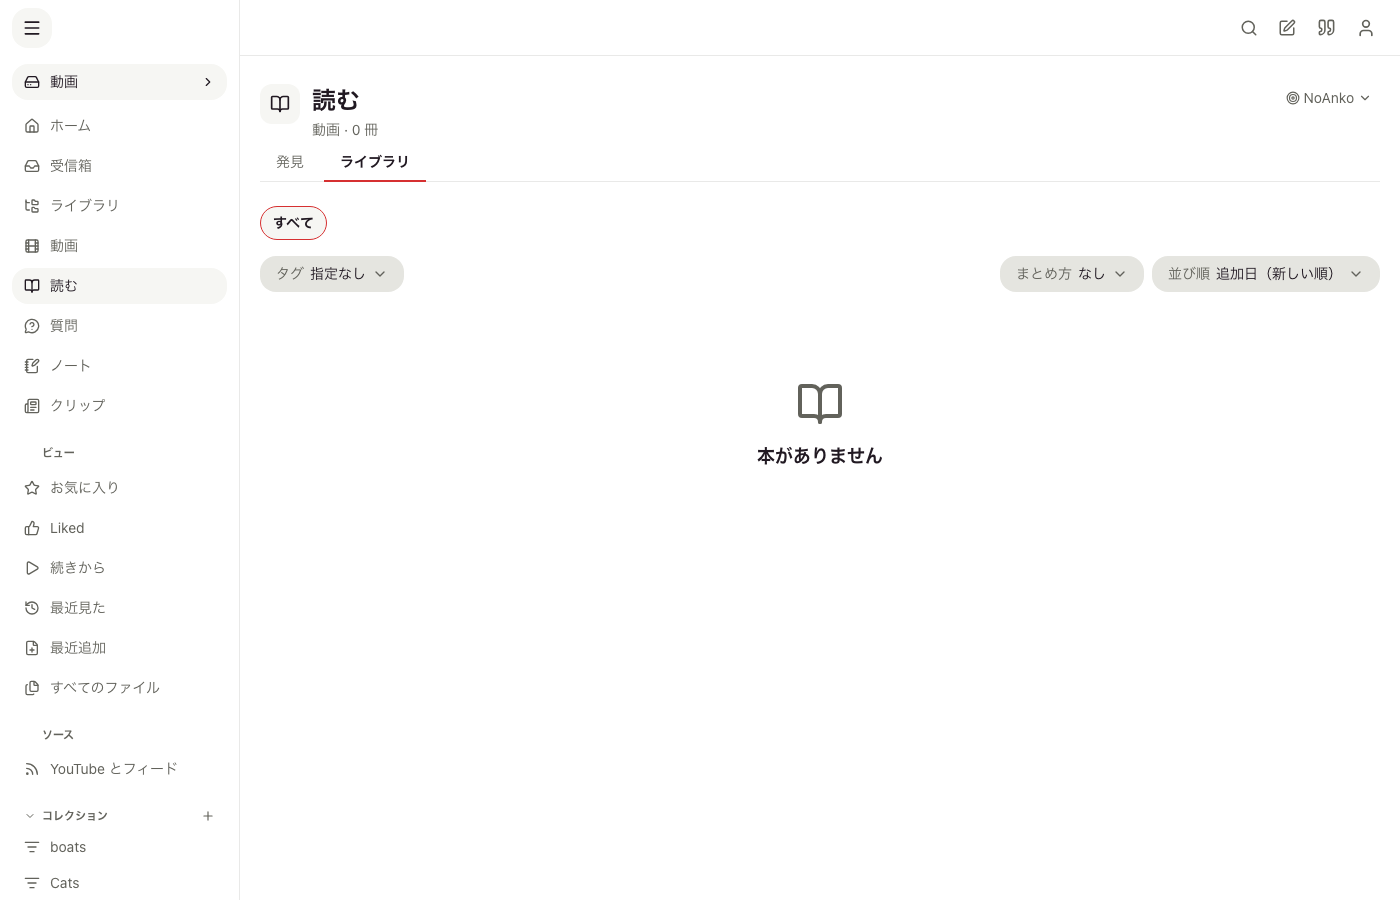 動画
ホーム
受信箱
ライブラリ
動画
読む
質問
ノート
クリップ
ビュー
お気に入り
Liked
続きから
最近見た
最近追加
すべてのファイル
ソース
YouTube とフィード
コレクション
boats
Cats
読む
動画 · 0 冊
NoAnko
発見 ライブラリ
すべて
タグ 指定なし
まとめ方 なし
並び順 追加日（新しい順）
本がありません